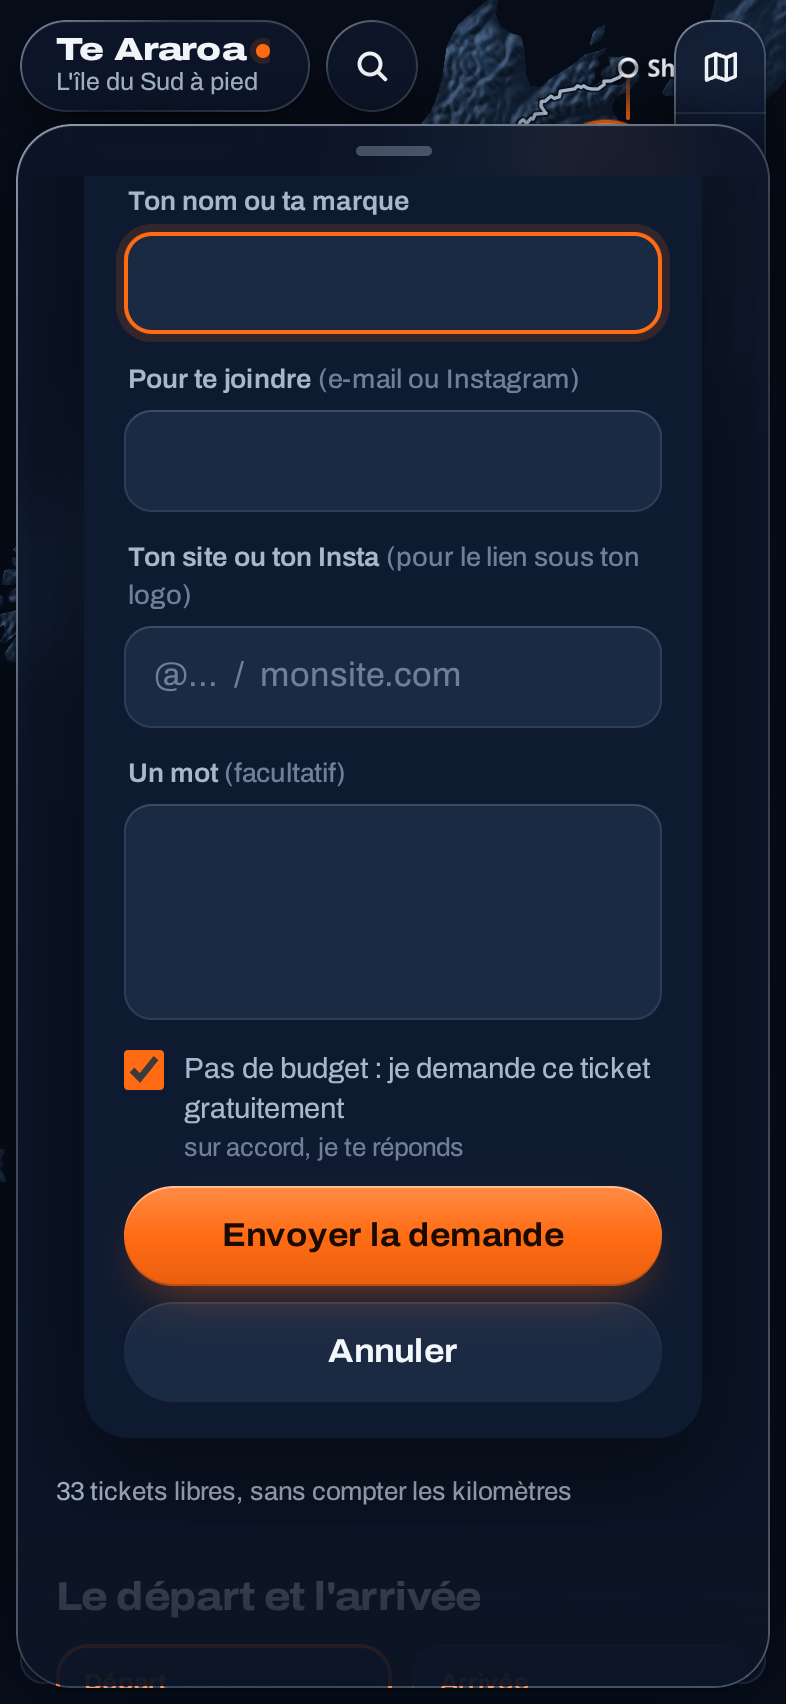 Te Araroa
L'île du Sud à pied
Sh
Ton nom ou ta marque
Pour te joindre (e-mail ou Instagram)
Ton site ou ton Insta (pour le lien sous ton
logo)
@... / monsite.com
Un mot (facultatif)
Pas de budget : je demande ce ticket
gratuitement
sur accord, je te réponds
Envoyer la demande
Annuler
33 tickets libres, sans compter les kilomètres
Le départ et l'arrivée
Départ
Arrivée